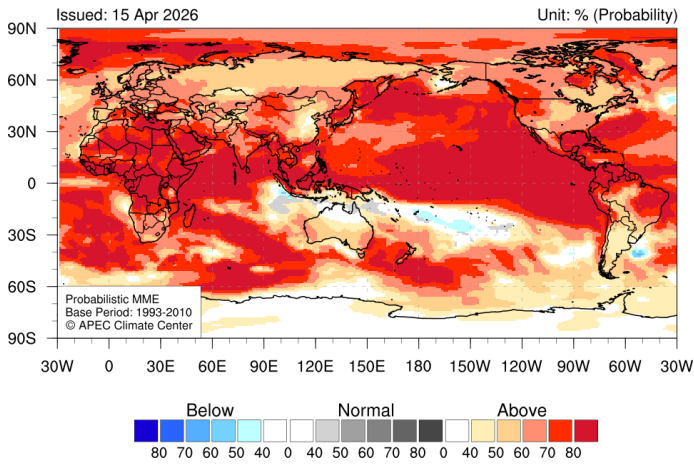 Issued: 15 Apr 2026 Unit: % (Probability)
90N
60N
30N
0
30S
60S
90S
Probabilistic MME
Base Period: 1993-2010
© APEC Climate Center
30W 0 30E 60E 90E 120E 150E 180 150W 120W 90W 60W 30W
Below Normal Above
80 70 60 50 40 0 40 50 60 70 80 0 40 50 60 70 80